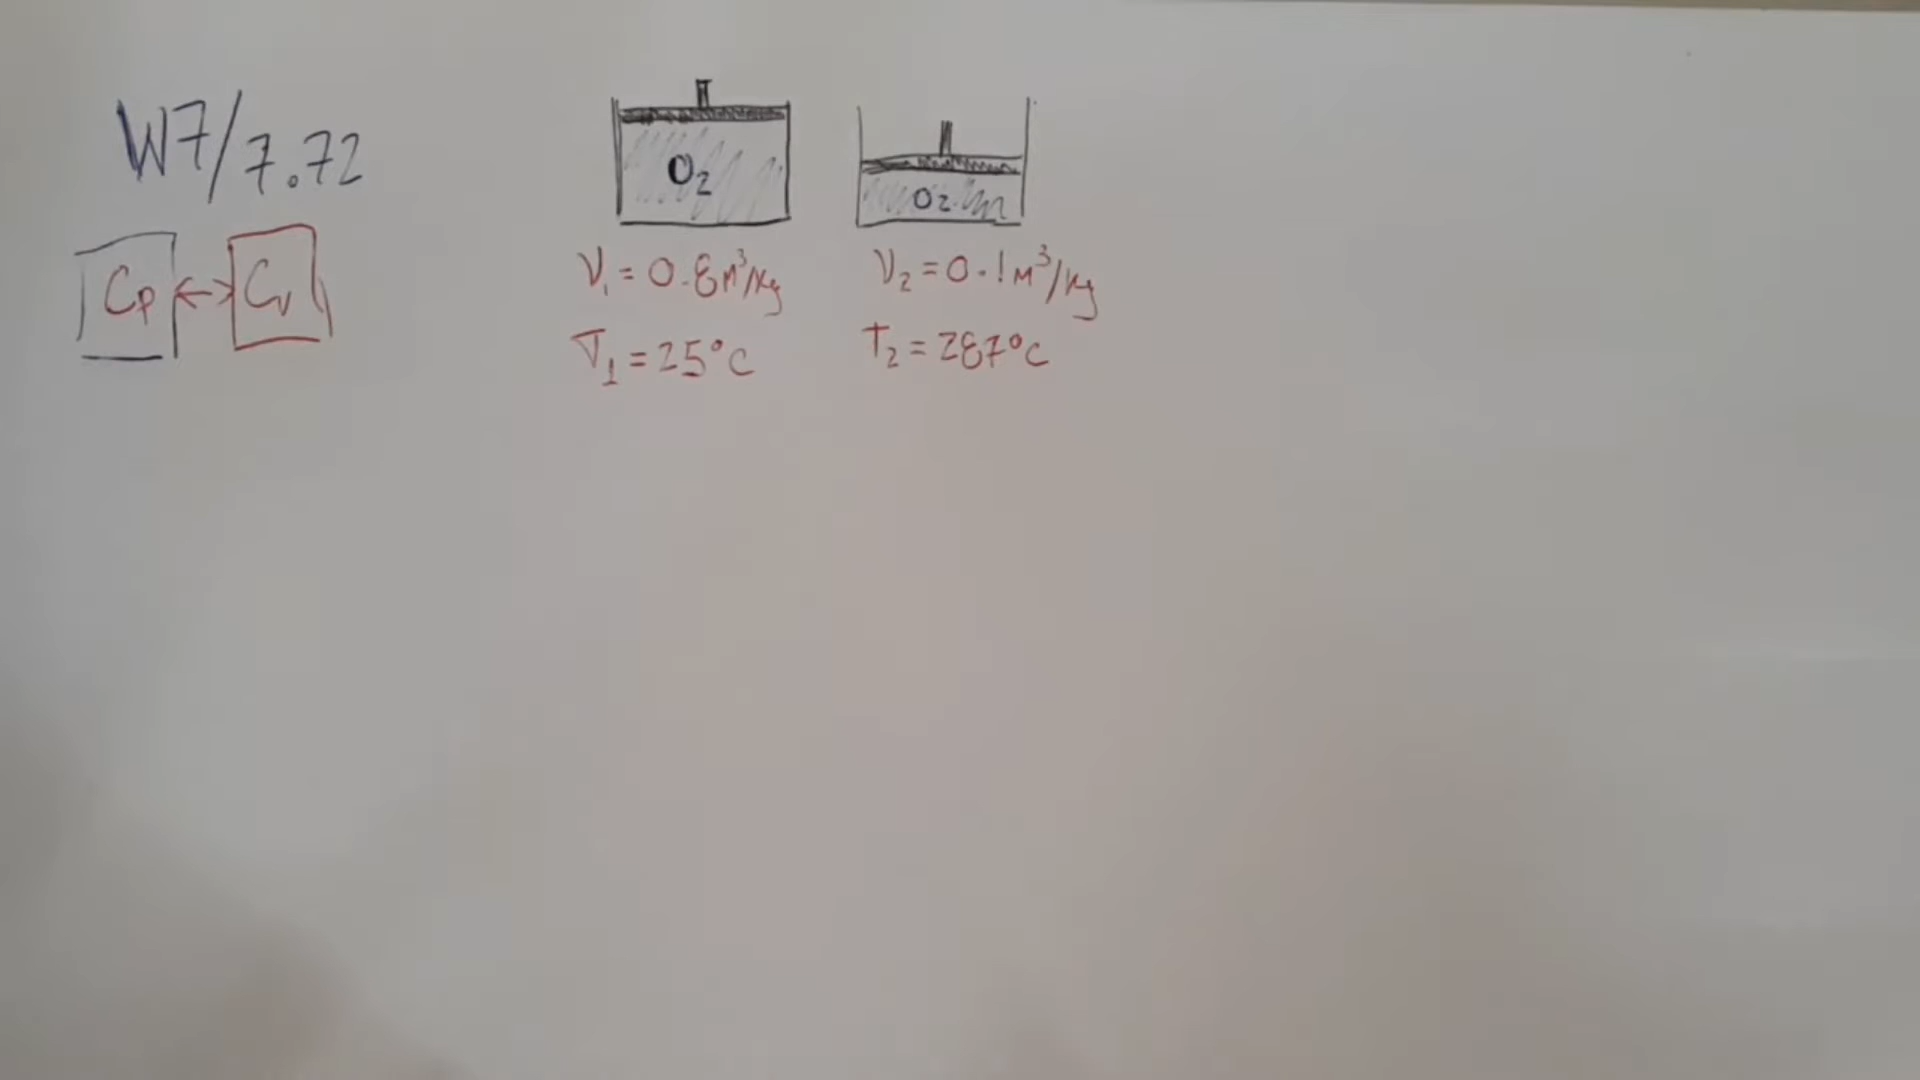 W7/7.72
Cp ↔ Cv
O₂
O₂
V₁ = 0.8 m³/kg
V₂ = 0.1 m³/kg
T₁ = 25°C
T₂ = 287°C